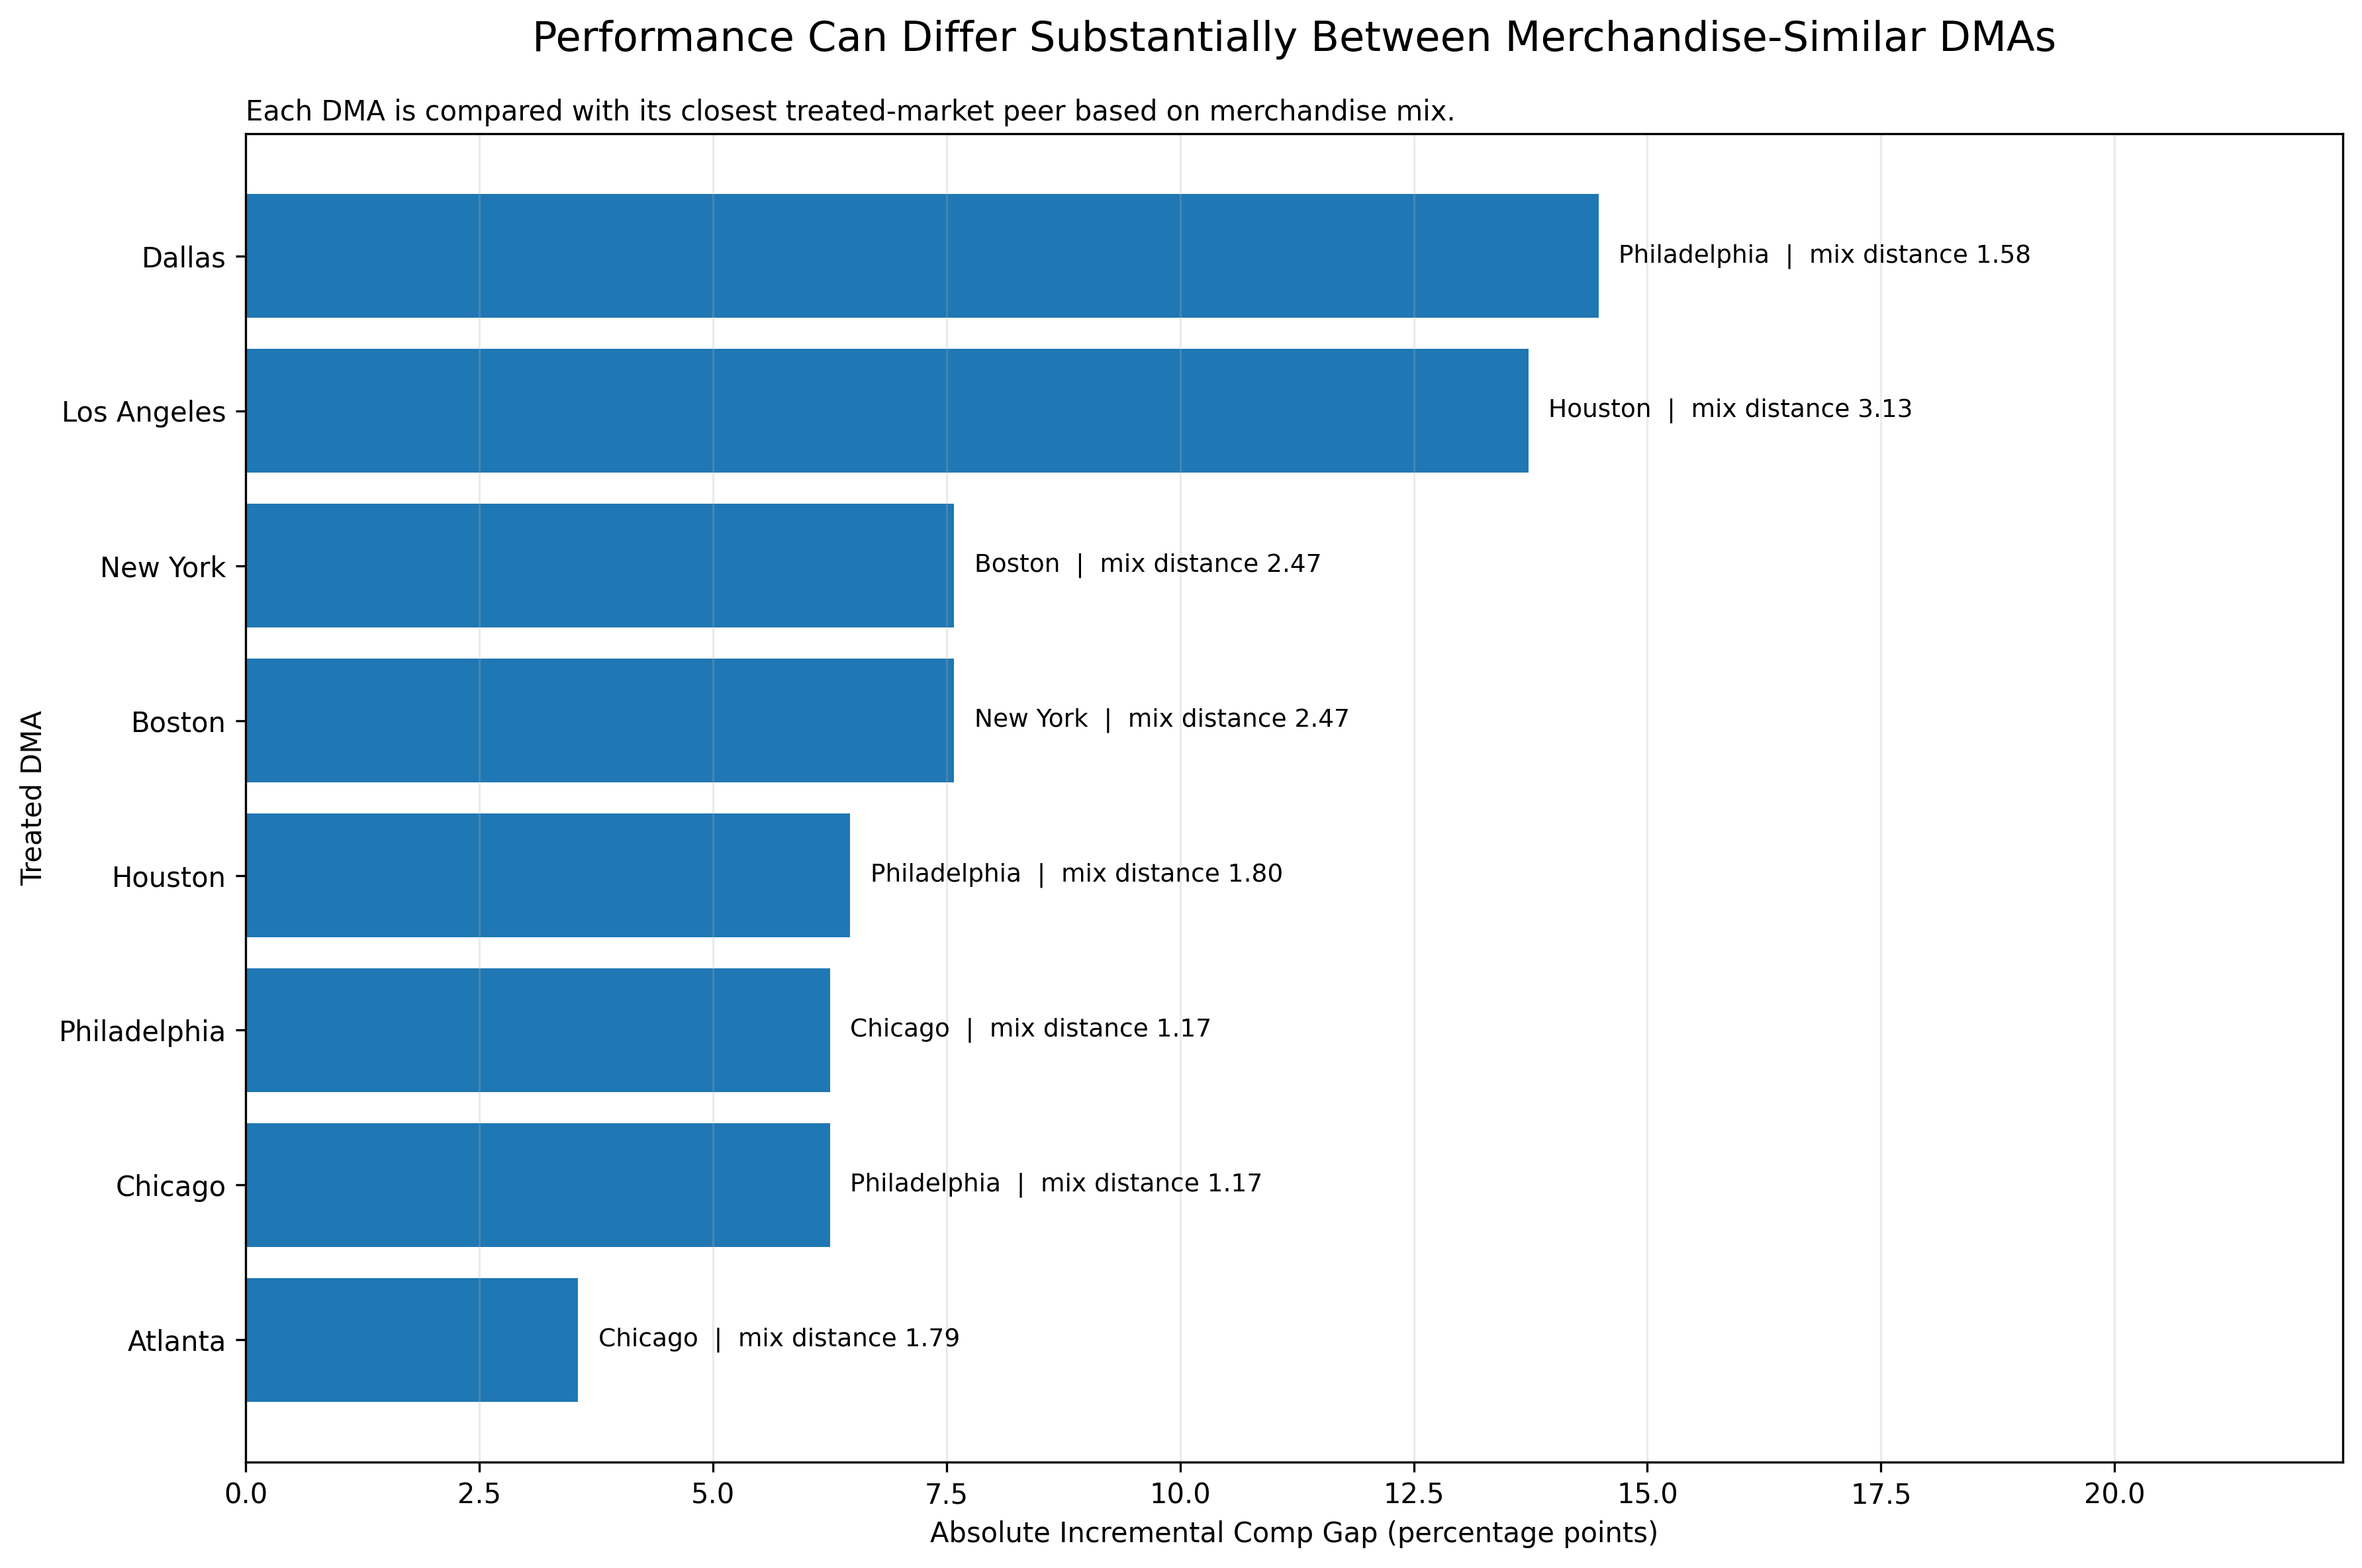 Performance Can Differ Substantially Between Merchandise-Similar DMAs
Each DMA is compared with its closest treated-market peer based on merchandise mix.
Dallas
Philadelphia | mix distance 1.58
Los Angeles
Houston | mix distance 3.13
New York
Boston | mix distance 2.47
Boston
New York | mix distance 2.47
Houston
Philadelphia | mix distance 1.80
Philadelphia
Chicago | mix distance 1.17
Chicago
Philadelphia | mix distance 1.17
Atlanta
Chicago | mix distance 1.79
Treated DMA
0.0 2.5 5.0 7.5 10.0 12.5 15.0 17.5 20.0
Absolute Incremental Comp Gap (percentage points)